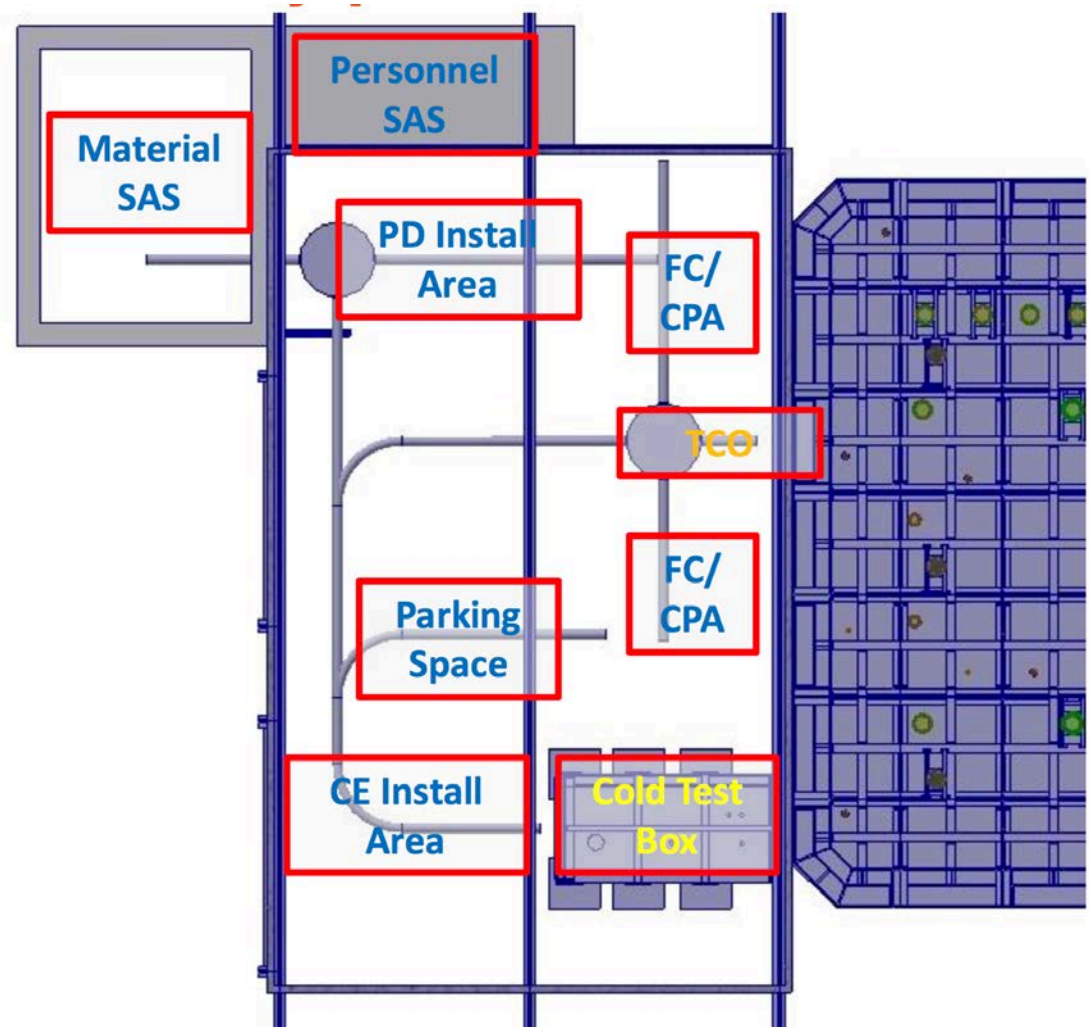 Personnel
SAS
Material
SAS
PD Install
Area
FC/
CPA
TCO
FC/
CPA
Parking
Space
CE Install
Area
Cold Test
Box